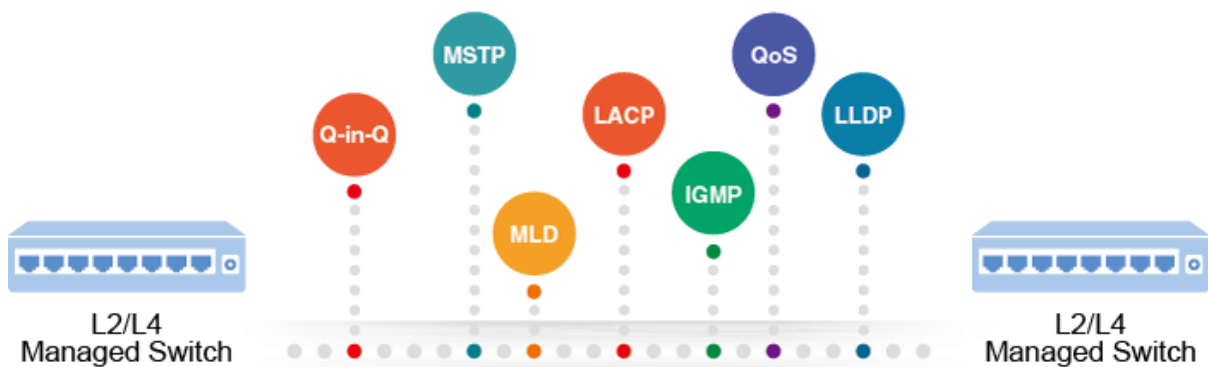 MSTP
QoS
Q-in-Q
LACP
LLDP
MLD
IGMP
L2/L4
Managed Switch
L2/L4
Managed Switch